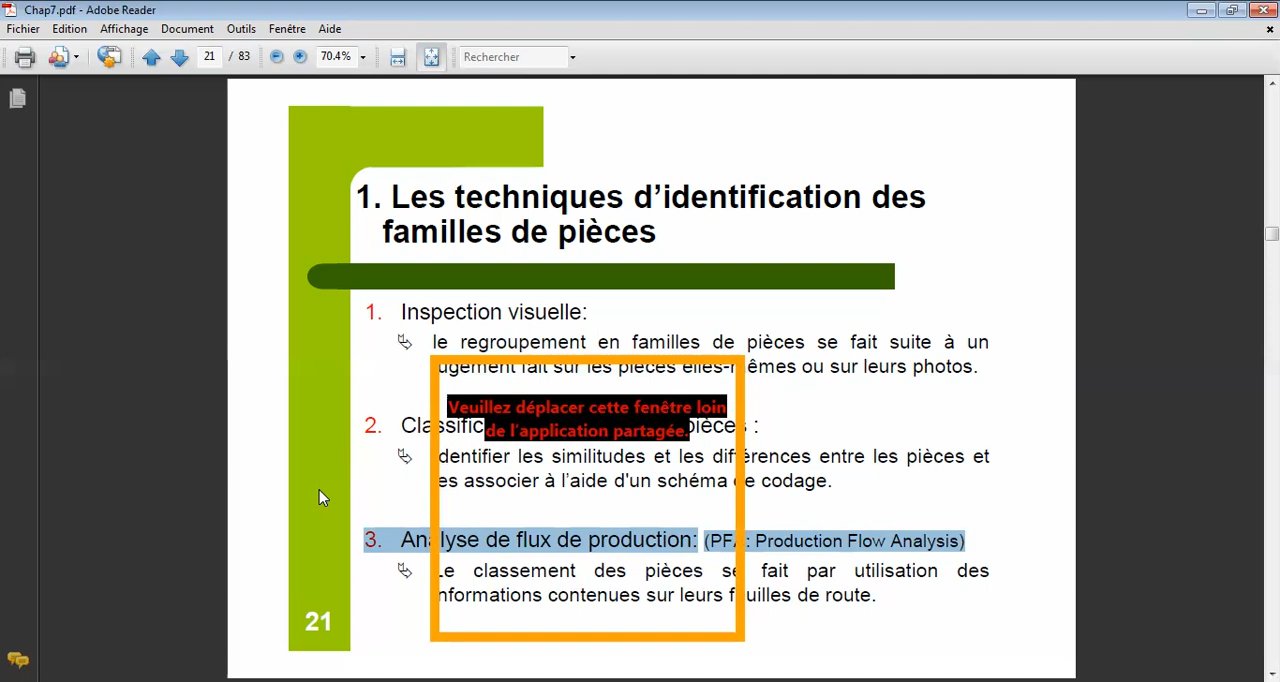 Chap7.pdf - Adobe Reader
Fichier Edition Affichage Document Outils Fenêtre Aide
21 / 83 70.4% Rechercher
1. Les techniques d'identification des
familles de pièces
1. Inspection visuelle:
le regroupement en familles de pièces se fait suite à un
jugement fait sur les pièces elles-mêmes ou sur leurs photos.
Veuillez déplacer cette fenêtre loin
de l'application partagée.
2. pièces :
identifier les similitudes et les différences entre les pièces et
les associer à l'aide d'un schéma de codage.
3. Analyse de flux de production: (PFA: Production Flow Analysis)
Le classement des pièces se fait par utilisation des
informations contenues sur leurs feuilles de route.
21